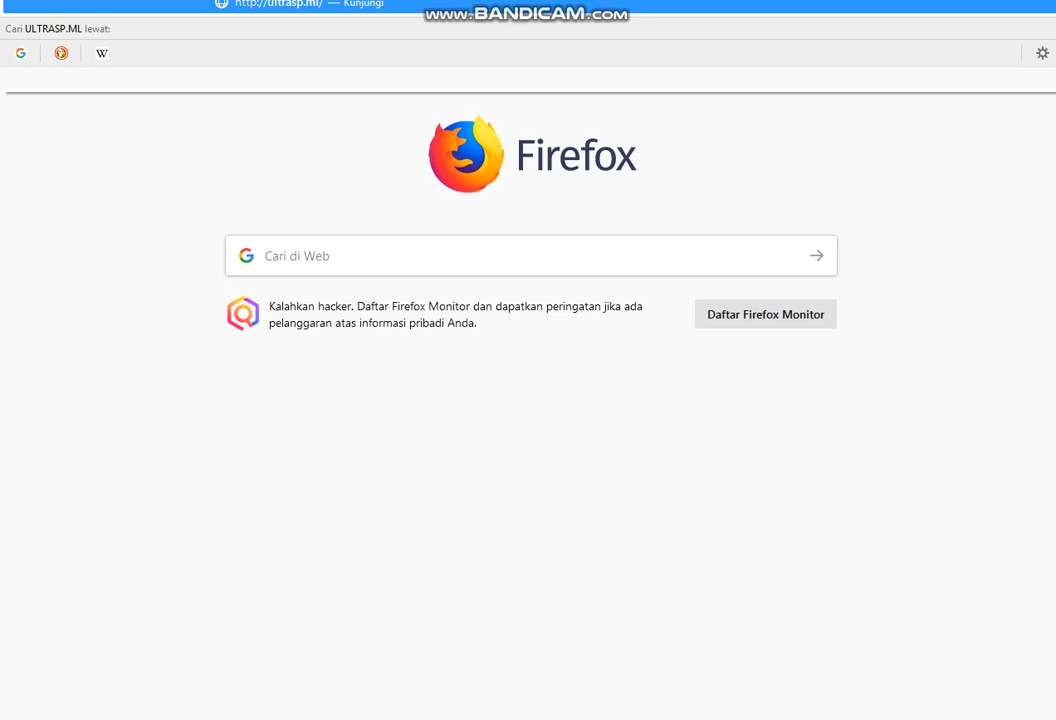 http://ultrasp.ml/ — Kunjungi
www.BANDICAM.com
Cari ULTRASP.ML lewat:
W
Firefox
Cari di Web
Kalahkan hacker. Daftar Firefox Monitor dan dapatkan peringatan jika ada
pelanggaran atas informasi pribadi Anda.
Daftar Firefox Monitor